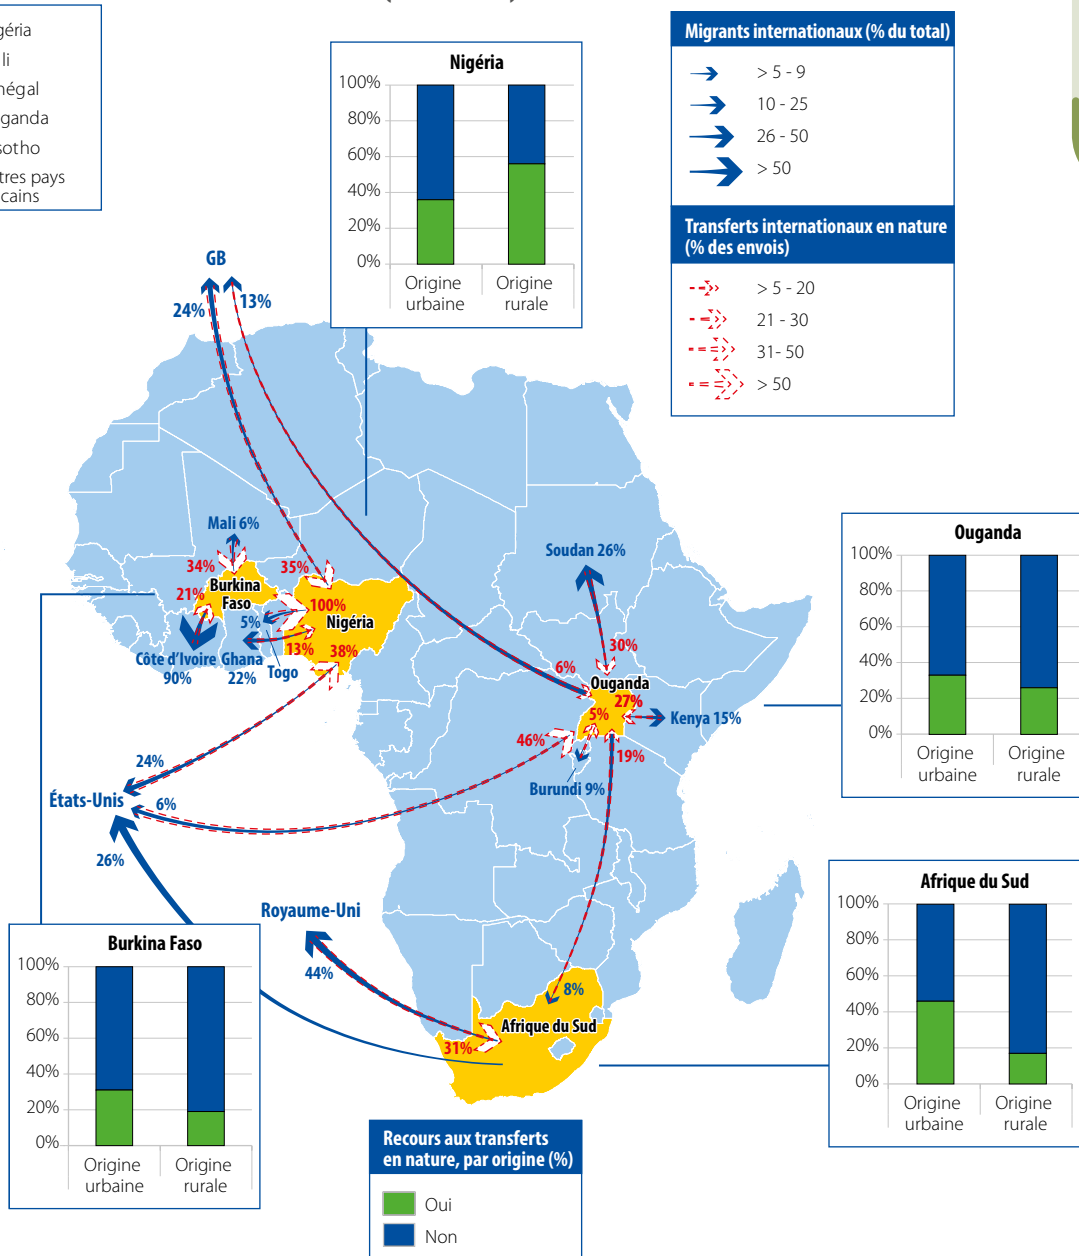 géria
li
négal
ganda
sotho
tres pays
cains
Nigéria
100%
80%
60%
40%
20%
0%
Origine
urbaine
Origine
rurale
Migrants internationaux (% du total)
> 5 - 9
10 - 25
26 - 50
> 50
Transferts internationaux en nature
(% des envois)
> 5 - 20
21 - 30
31- 50
> 50
GB
24%
13%
Mali 6%
34%
35%
21%
Burkina
Faso
100%
5%
Nigéria
Côte d'Ivoire
90%
Ghana
22%
Togo
13%
38%
Soudan 26%
30%
6%
Ouganda
27%
5%
Kenya 15%
46%
19%
Burundi 9%
24%
États-Unis
6%
26%
Royaume-Uni
44%
8%
Afrique du Sud
31%
Ouganda
100%
80%
60%
40%
20%
0%
Origine
urbaine
Origine
rurale
Afrique du Sud
100%
80%
60%
40%
20%
0%
Origine
urbaine
Origine
rurale
Burkina Faso
100%
80%
60%
40%
20%
0%
Origine
urbaine
Origine
rurale
Recours aux transferts
en nature, par origine (%)
Oui
Non